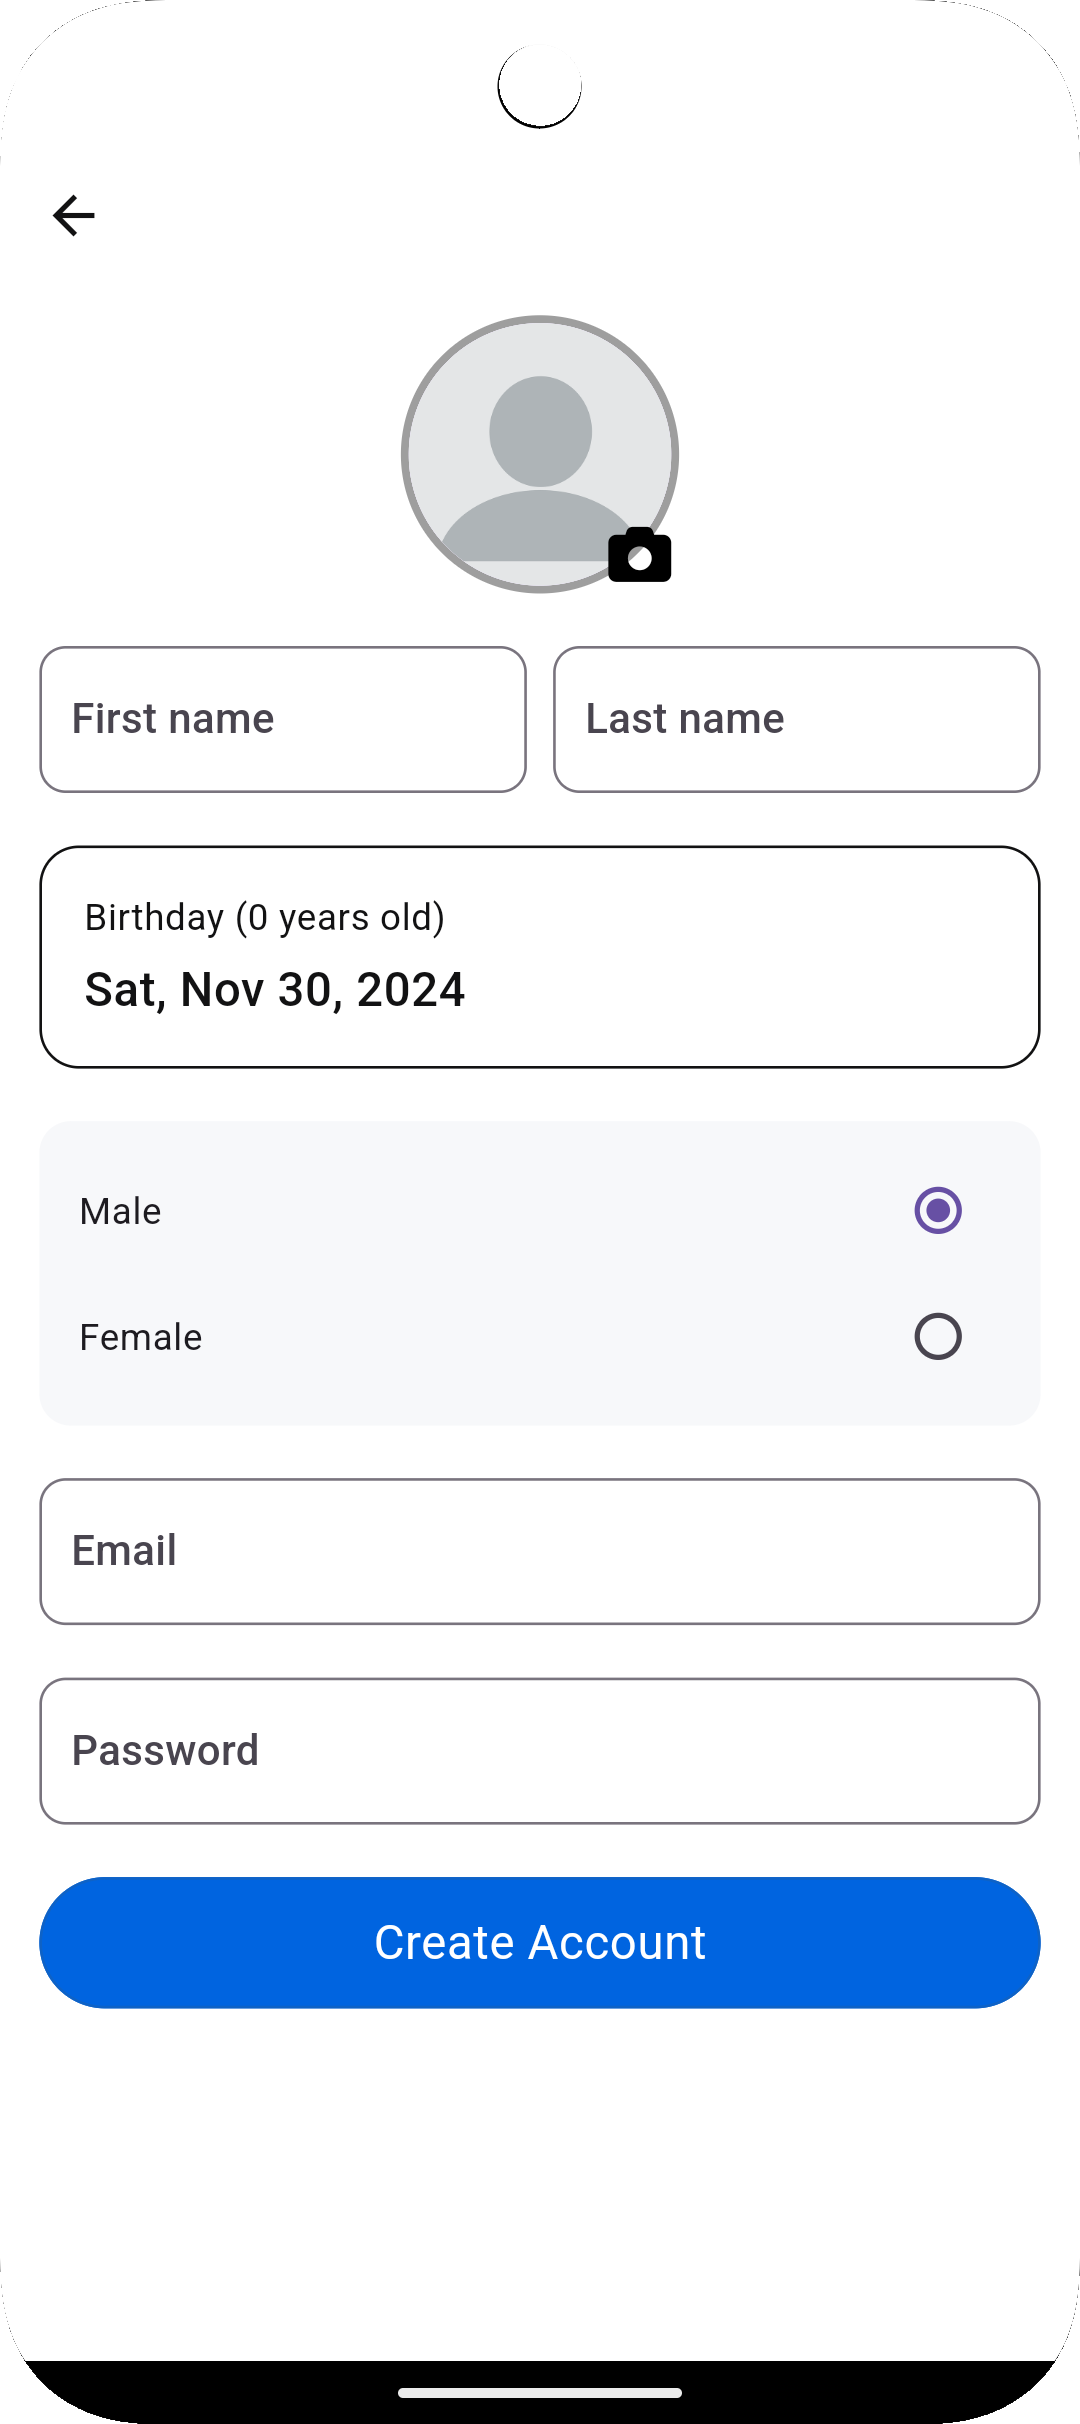 First name
Last name
Birthday (0 years old)
Sat, Nov 30, 2024
Male
Female
Email
Password
Create Account